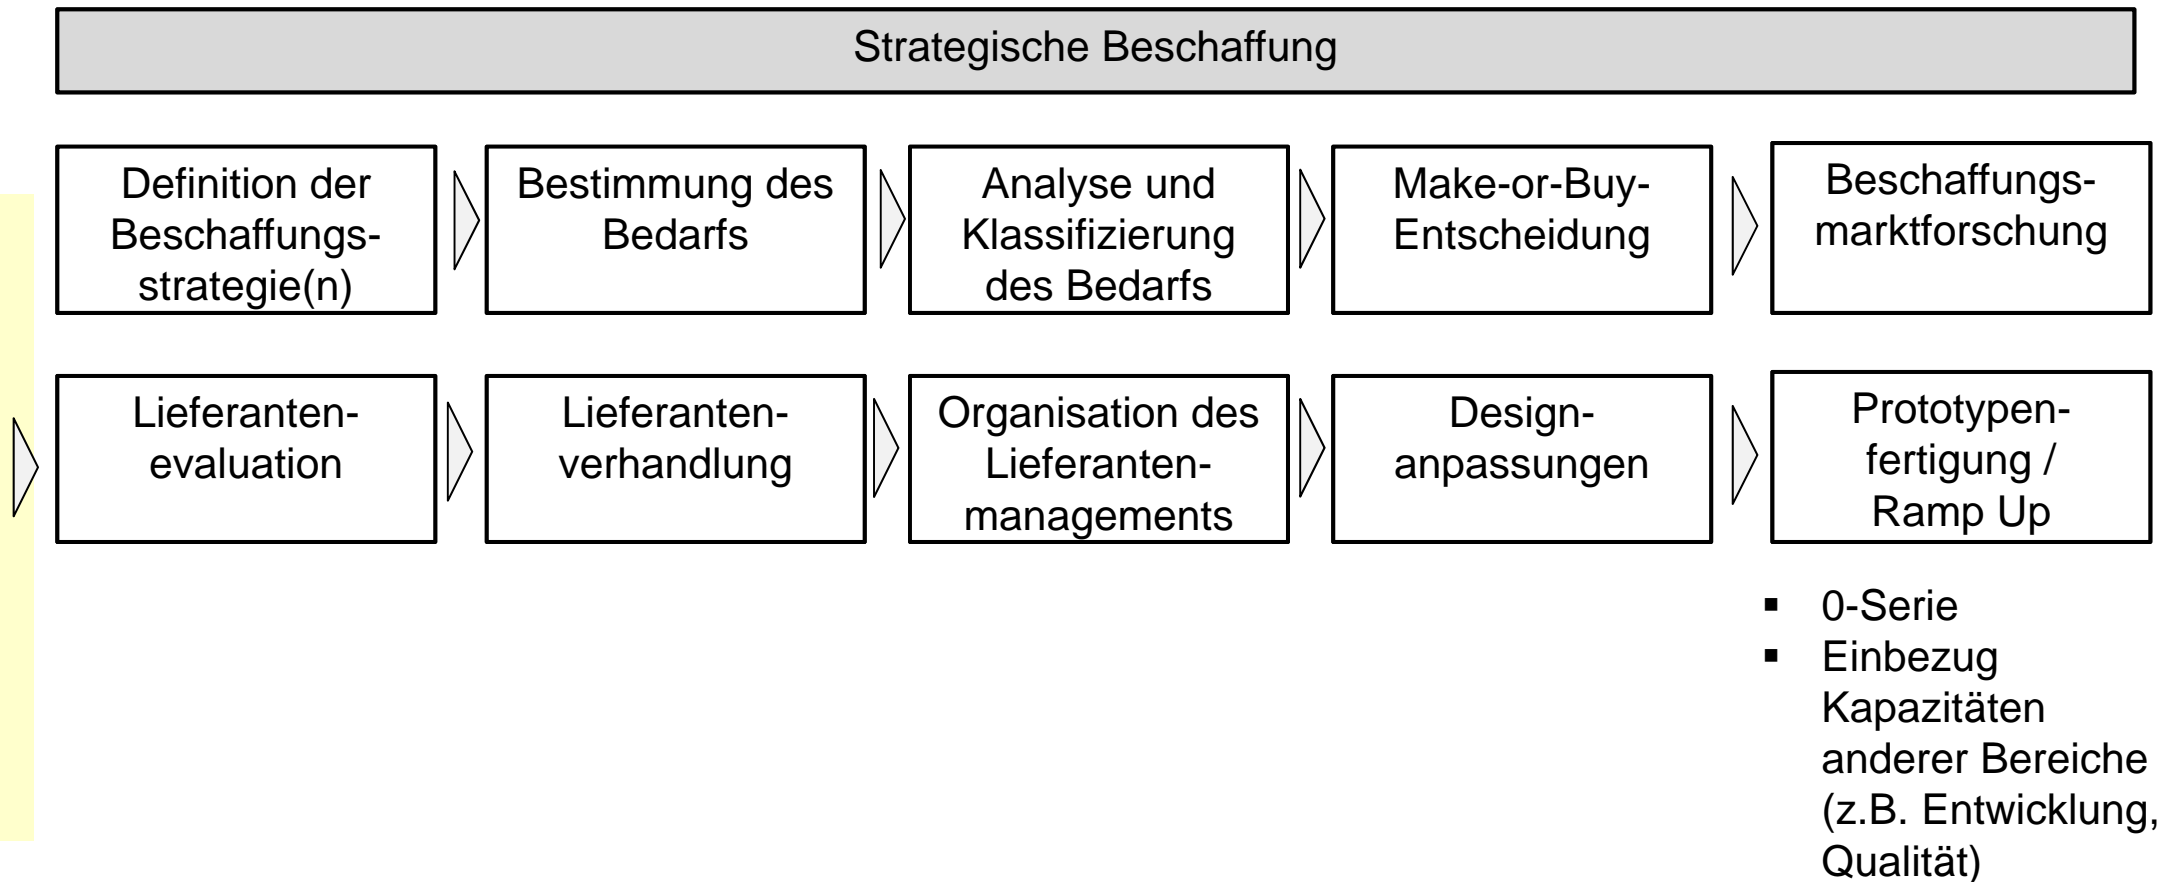 Strategische Beschaffung
Definition der
Beschaffungs-
strategie(n)
Bestimmung des
Bedarfs
Analyse und
Klassifizierung
des Bedarfs
Make-or-Buy-
Entscheidung
Beschaffungs-
marktforschung
Lieferanten-
evaluation
Lieferanten-
verhandlung
Organisation des
Lieferanten-
managements
Design-
anpassungen
Prototypen-
fertigung /
Ramp Up
▪ 0-Serie
▪ Einbezug
Kapazitäten
anderer Bereiche
(z.B. Entwicklung,
Qualität)